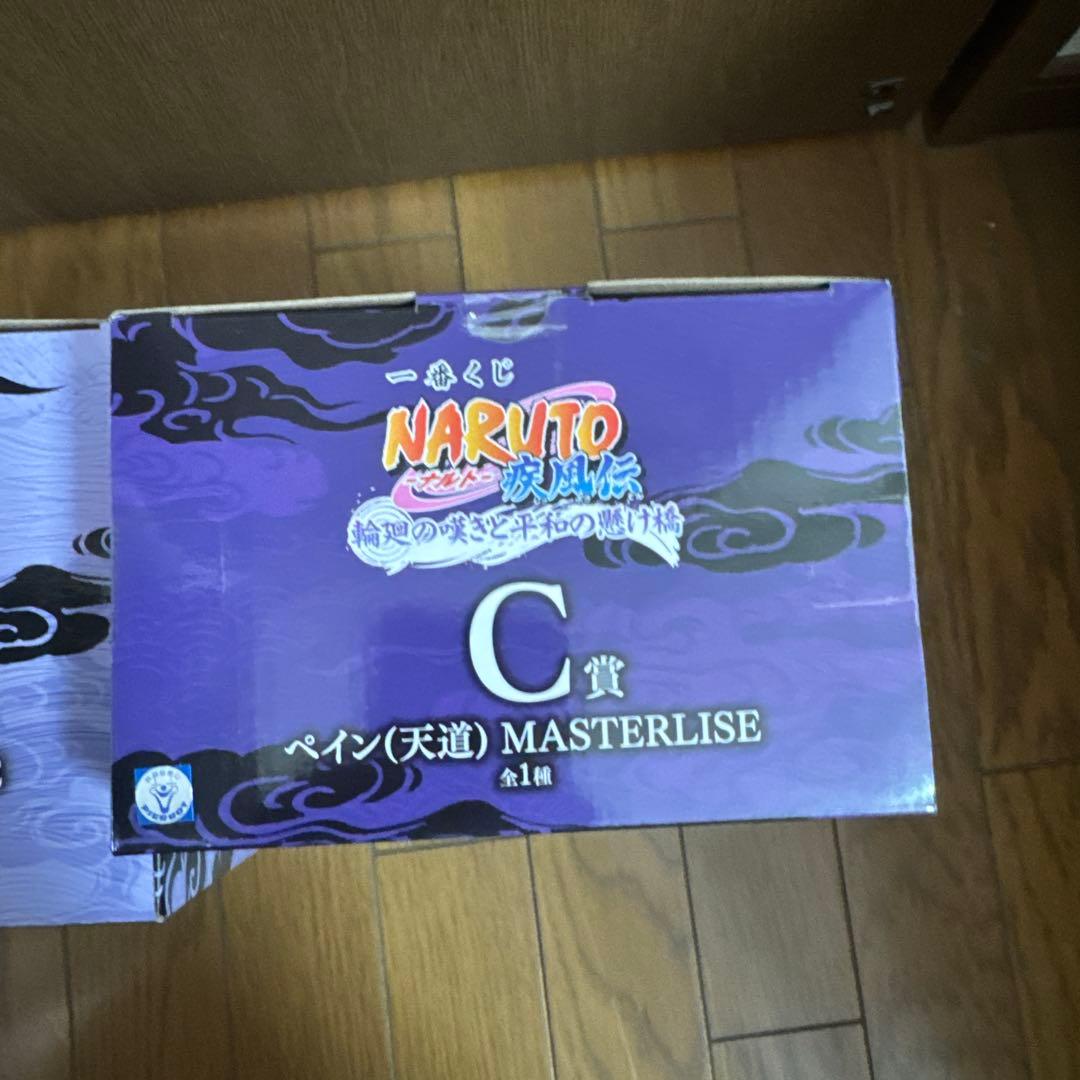 一番くじ
NARUTO
-ナルト-
疾風伝
輪廻の嘆きと平和の懸け橋
C賞
ペイン(天道) MASTERLISE
全1種